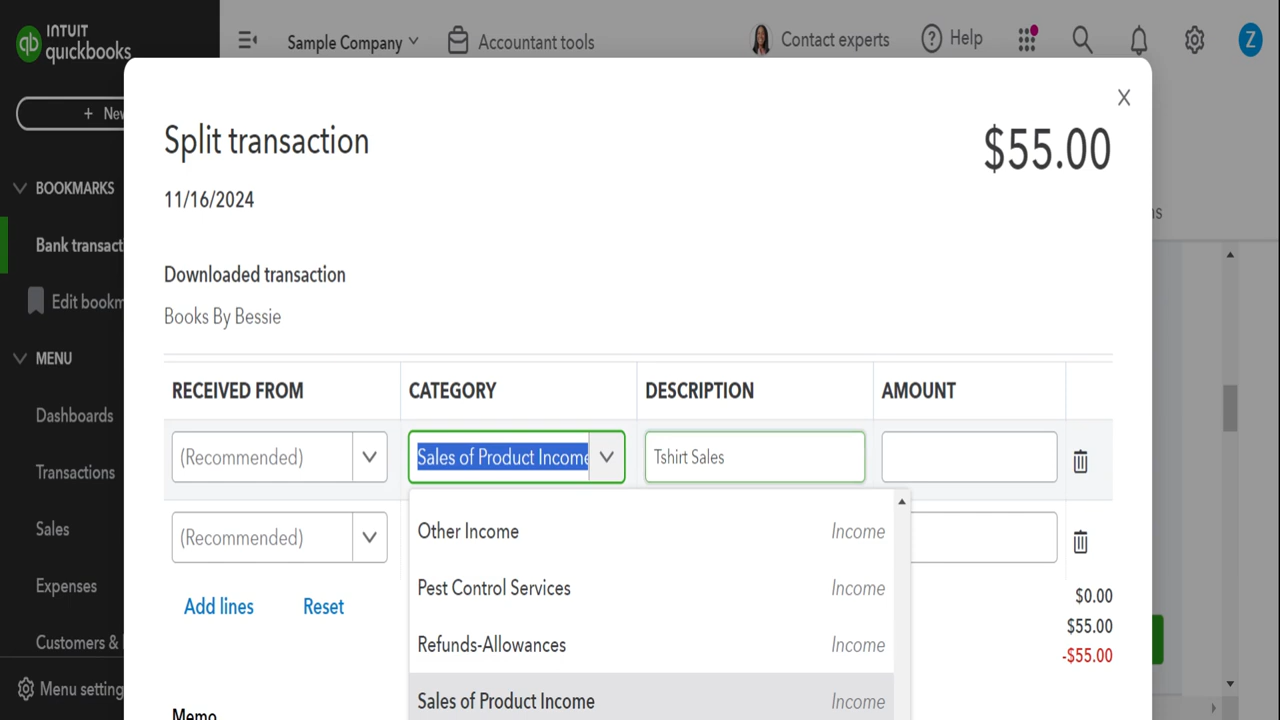 INTUIT
qb quickbooks
Sample Company
Accountant tools
Contact experts
Help
Z
+ New
BOOKMARKS
Bank transact
Edit bookm
MENU
Dashboards
Transactions
Sales
Expenses
Customers &
Menu setting
X
Split transaction
$55.00
11/16/2024
Downloaded transaction
Books By Bessie
RECEIVED FROM CATEGORY DESCRIPTION AMOUNT
(Recommended) Sales of Product Income Tshirt Sales
(Recommended)
Other Income Income
Pest Control Services Income
Refunds-Allowances Income
Sales of Product Income Income
Add lines Reset
$0.00
$55.00
-$55.00
Memo